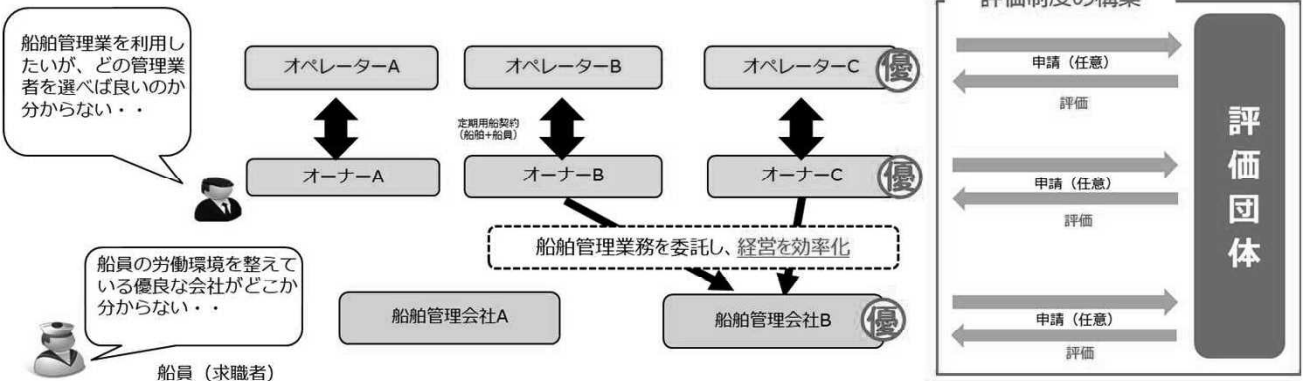 評価制度の構築
船舶管理業を利用し
たいが、どの管理業
者を選べば良いのか
分からない・・
オペレーターA
オペレーターB
オペレーターC
優
定期用船契約
(船舶+船員)
オーナーA
オーナーB
オーナーC
優
船舶管理業務を委託し、経営を効率化
船員の労働環境を整えて
いる優良な会社がどこか
分からない・・
船員（求職者）
船舶管理会社A
船舶管理会社B
優
申請（任意）
評価
申請（任意）
評価
申請（任意）
評価
評価団体